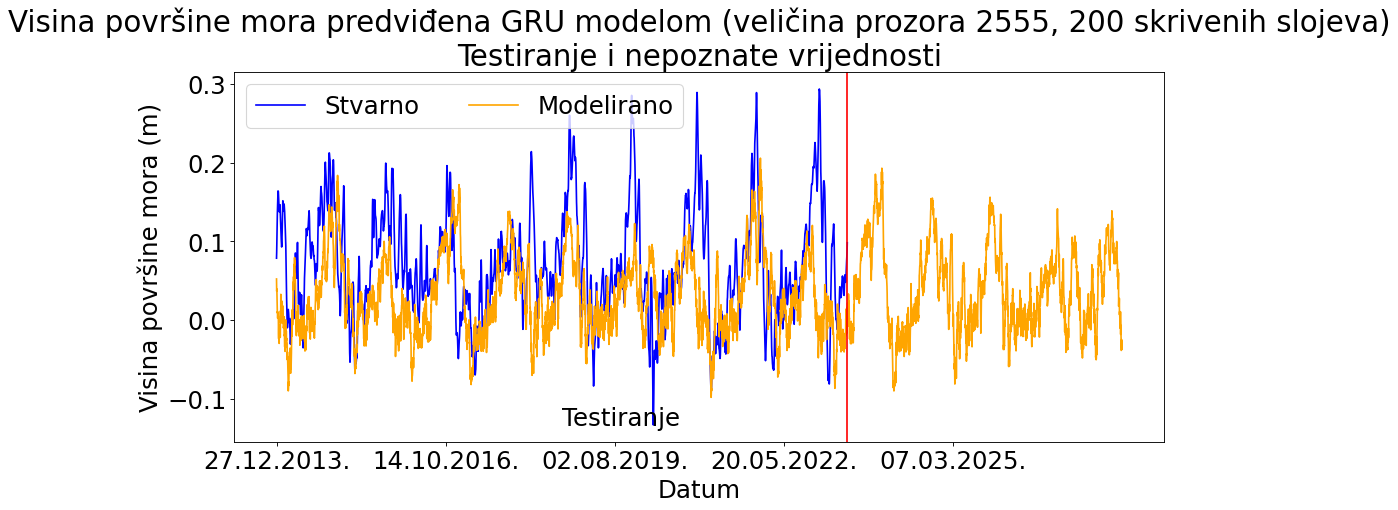 Visina površine mora predviđena GRU modelom (veličina prozora 2555, 200 skrivenih slojeva)
Testiranje i nepoznate vrijednosti
Stvarno
Modelirano
Visina površine mora (m)
0.3
0.2
0.1
0.0
−0.1
Testiranje
27.12.2013.
14.10.2016.
02.08.2019.
20.05.2022.
07.03.2025.
Datum